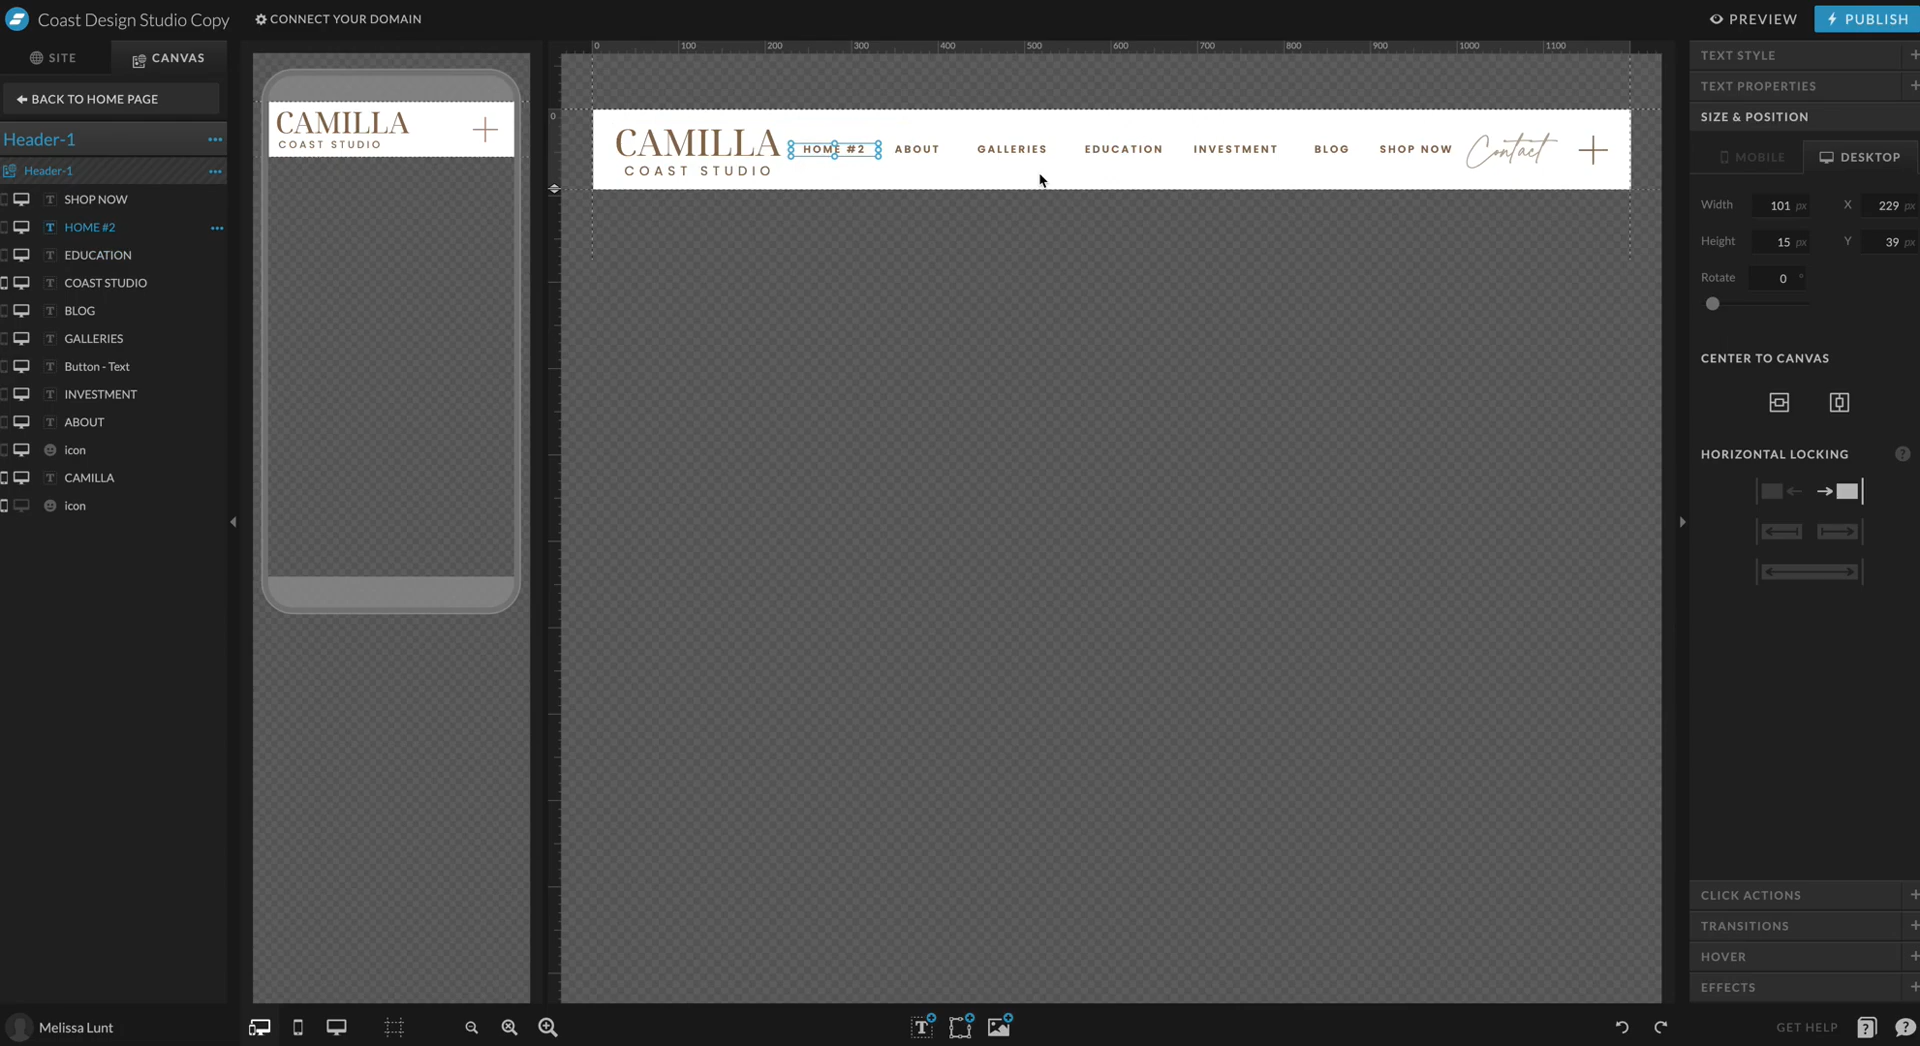 Coast Design Studio Copy
CONNECT YOUR DOMAIN
PREVIEW
PUBLISH
SITE
CANVAS
BACK TO HOME PAGE
Header-1
Header-1
SHOP NOW
HOME #2
EDUCATION
COAST STUDIO
BLOG
GALLERIES
Button - Text
INVESTMENT
ABOUT
icon
CAMILLA
icon
Melissa Lunt
CAMILLA
COAST STUDIO
0 100 200 300 400 500 600 700 800 900 1000 1100
0
CAMILLA
COAST STUDIO
HOME #2 ABOUT GALLERIES EDUCATION INVESTMENT BLOG SHOP NOW Contact
TEXT STYLE
TEXT PROPERTIES
SIZE & POSITION
MOBILE
DESKTOP
Width 101 px X 229 px
Height 15 px Y 39 px
Rotate 0 °
CENTER TO CANVAS
HORIZONTAL LOCKING ?
CLICK ACTIONS
TRANSITIONS
HOVER
EFFECTS
GET HELP